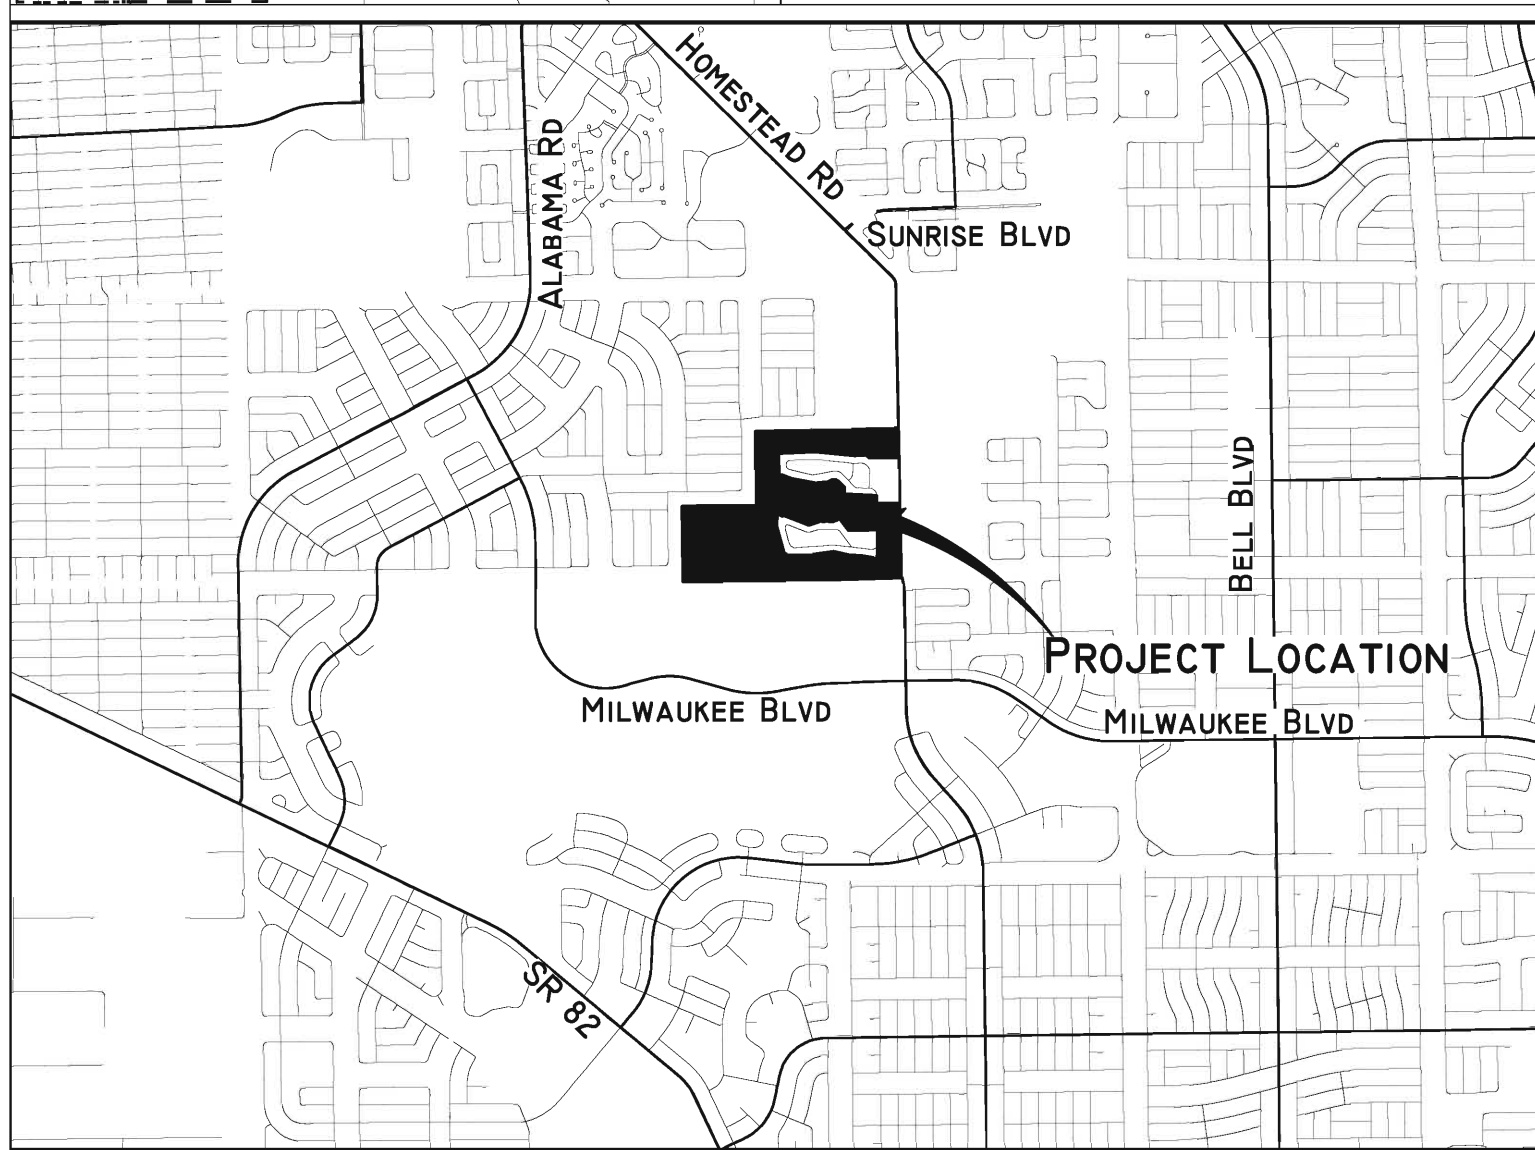 HOMESTEAD RD
ALABAMA RD
SUNRISE BLVD
BELL BLVD
PROJECT LOCATION
MILWAUKEE BLVD
MILWAUKEE BLVD
SR 82